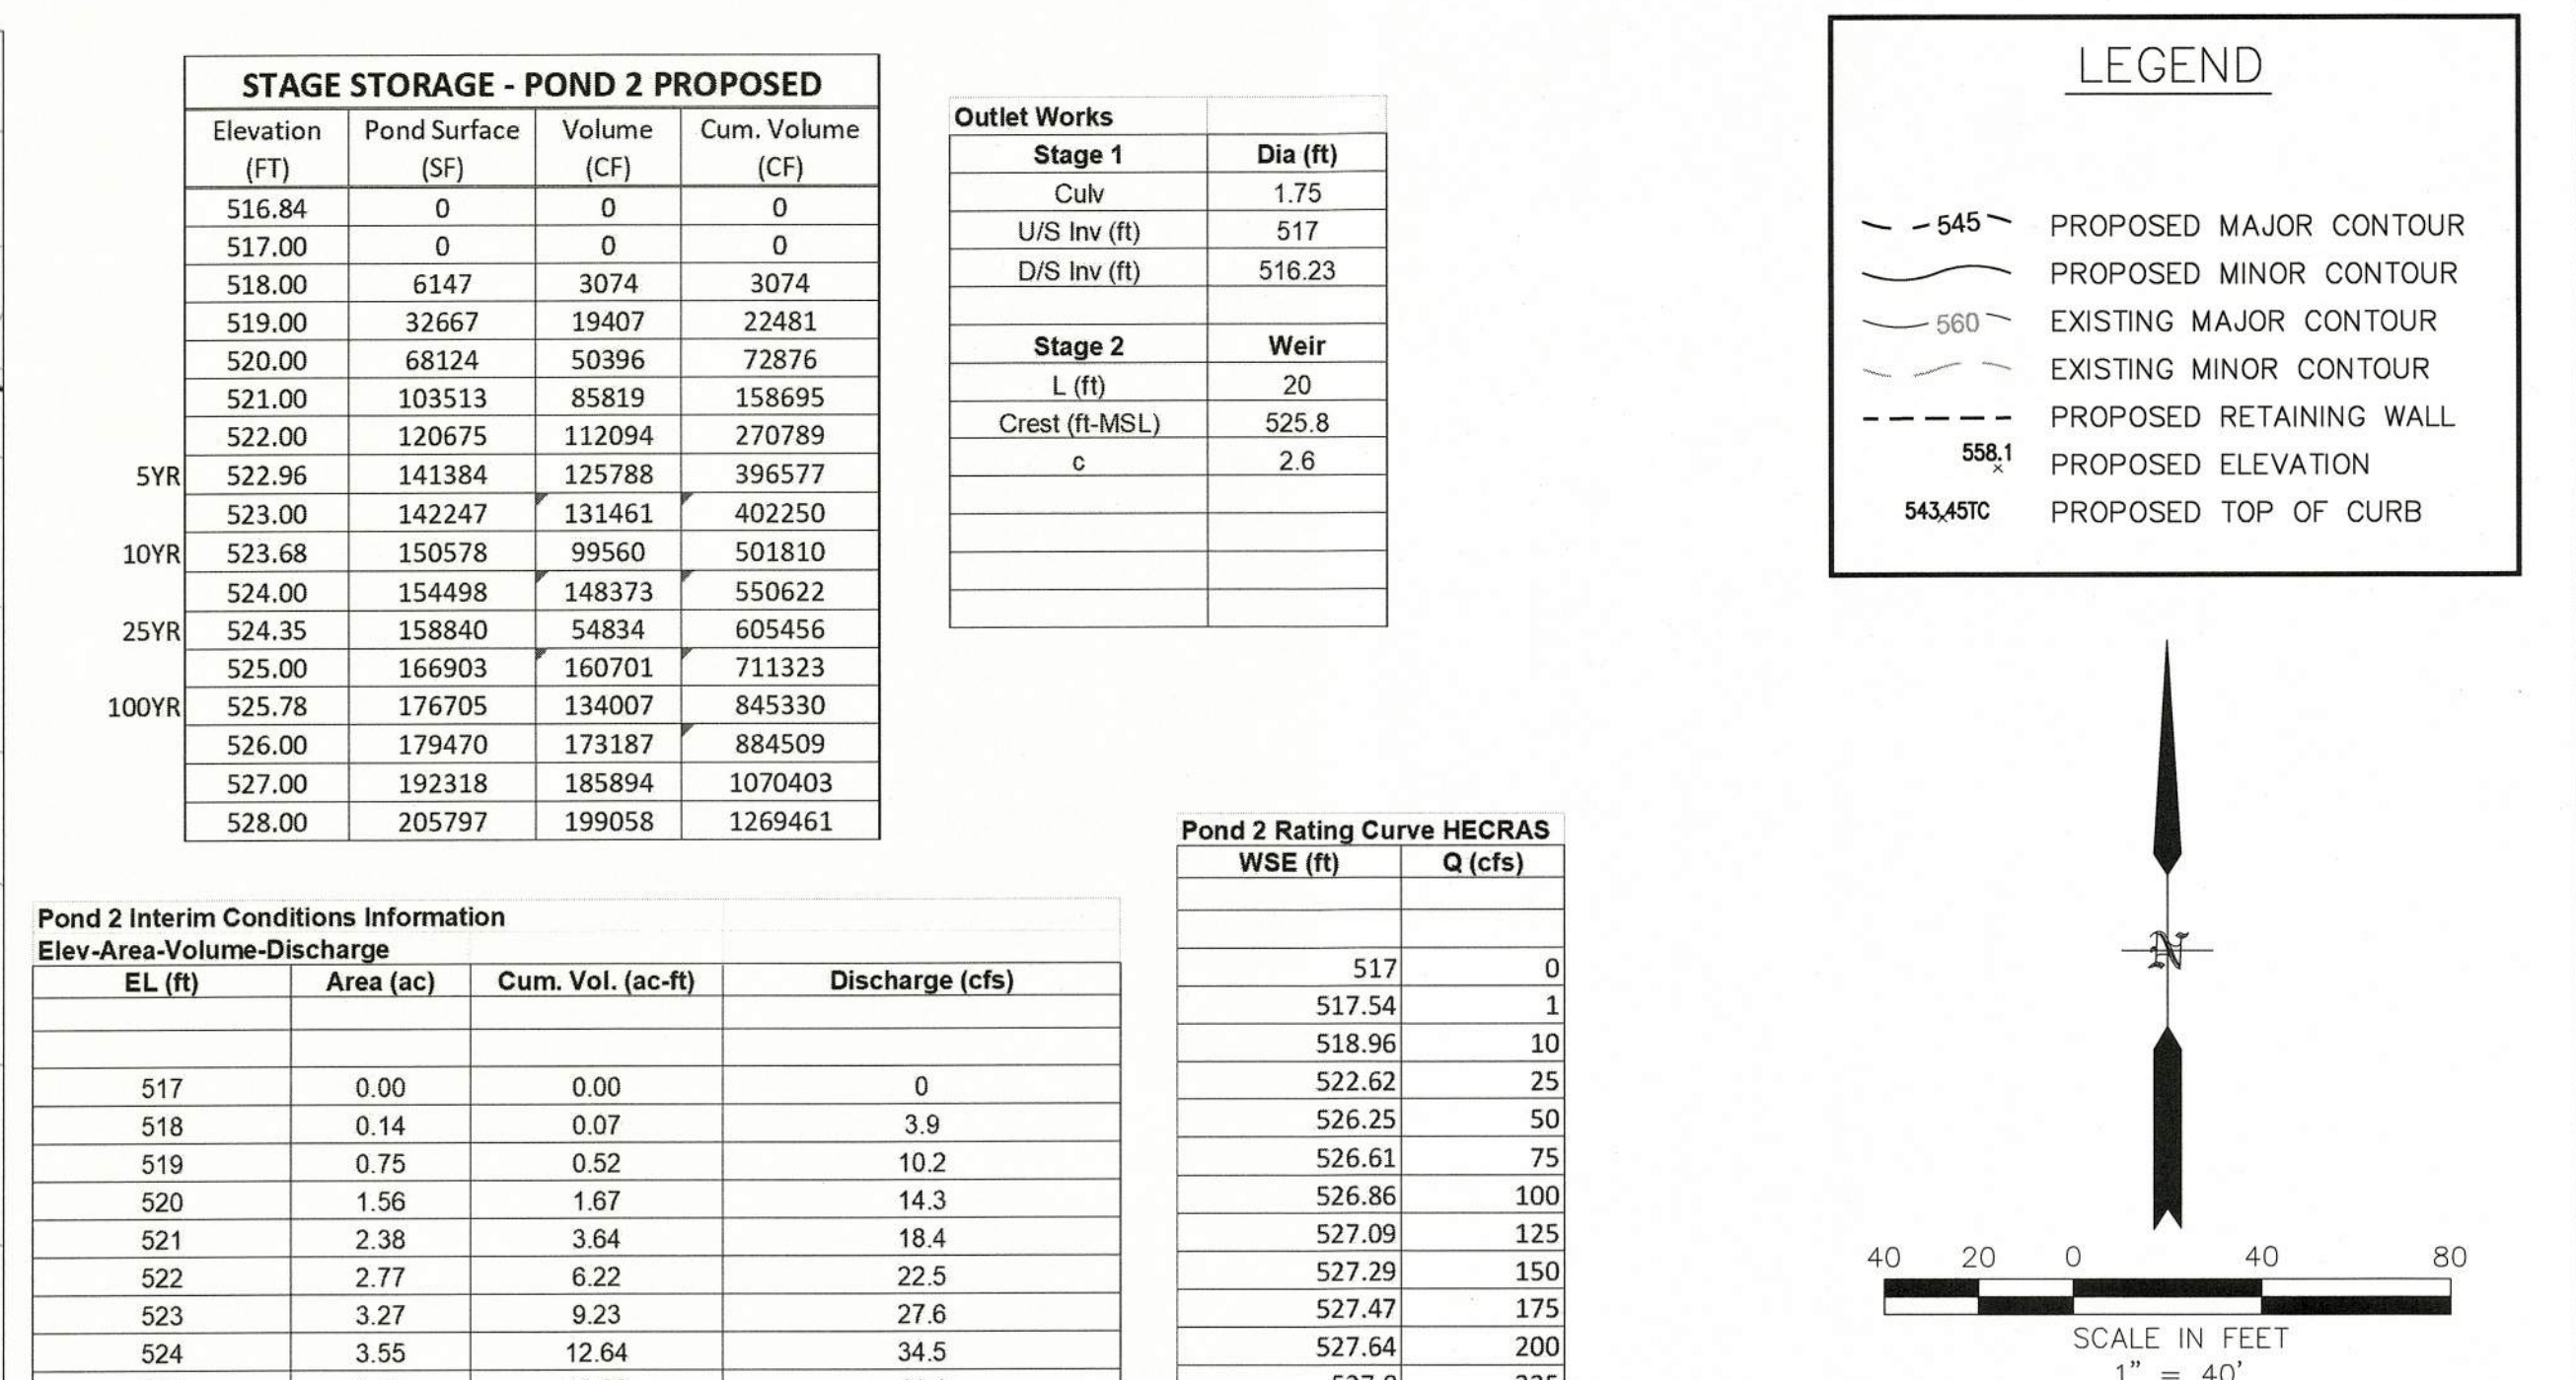 STAGE STORAGE - POND 2 PROPOSED
Elevation (FT) Pond Surface (SF) Volume (CF) Cum. Volume (CF)
516.84 0 0 0
517.00 0 0 0
518.00 6147 3074 3074
519.00 32667 19407 22481
520.00 68124 50396 72876
521.00 103513 85819 158695
522.00 120675 112094 270789
5YR 522.96 141384 125788 396577
523.00 142247 131461 402250
10YR 523.68 150578 99560 501810
524.00 154498 148373 550622
25YR 524.35 158840 54834 605456
525.00 166903 160701 711323
100YR 525.78 176705 134007 845330
526.00 179470 173187 884509
527.00 192318 185894 1070403
528.00 205797 199058 1269461
Outlet Works
Stage 1 Dia (ft)
Culv 1.75
U/S Inv (ft) 517
D/S Inv (ft) 516.23
Stage 2 Weir
L (ft) 20
Crest (ft-MSL) 525.8
c 2.6
LEGEND
545 PROPOSED MAJOR CONTOUR
PROPOSED MINOR CONTOUR
560 EXISTING MAJOR CONTOUR
EXISTING MINOR CONTOUR
PROPOSED RETAINING WALL
558.1 PROPOSED ELEVATION
543.45TC PROPOSED TOP OF CURB
Pond 2 Interim Conditions Information
Elev-Area-Volume-Discharge
EL (ft) Area (ac) Cum. Vol. (ac-ft) Discharge (cfs)
517 0.00 0.00 0
518 0.14 0.07 3.9
519 0.75 0.52 10.2
520 1.56 1.67 14.3
521 2.38 3.64 18.4
522 2.77 6.22 22.5
523 3.27 9.23 27.6
524 3.55 12.64 34.5
Pond 2 Rating Curve HECRAS
WSE (ft) Q (cfs)
517 0
517.54 1
518.96 10
522.62 25
526.25 50
526.61 75
526.86 100
527.09 125
527.29 150
527.47 175
527.64 200
N
40 20 0 40 80
SCALE IN FEET
1" = 40'